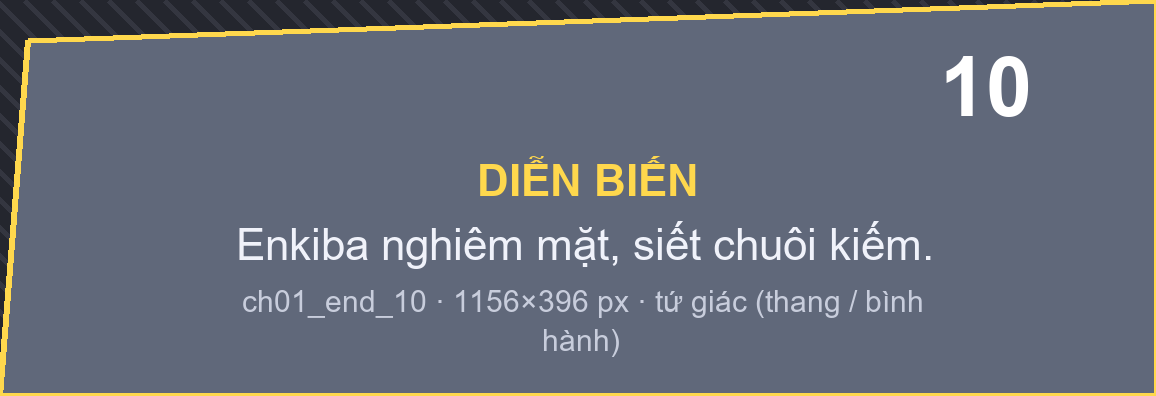 10
DIỄN BIẾN
Enkiba nghiêm mặt, siết chuôi kiếm.
ch01_end_10 · 1156×396 px · tứ giác (thang / bình
hành)